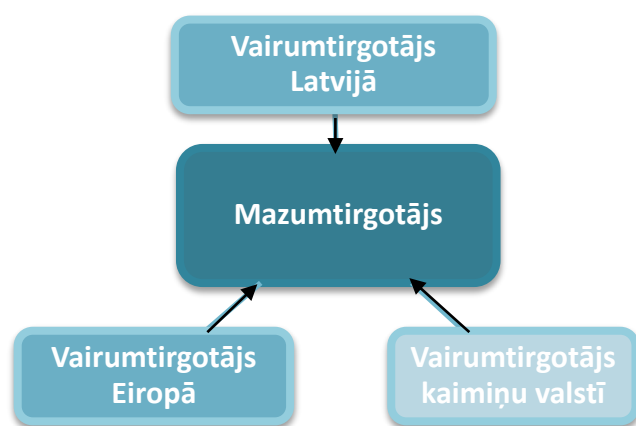 Vairumtirgotājs
Latvijā
Mazumtirgotājs
Vairumtirgotājs
Eiropā
Vairumtirgotājs
kaimiņu valstī